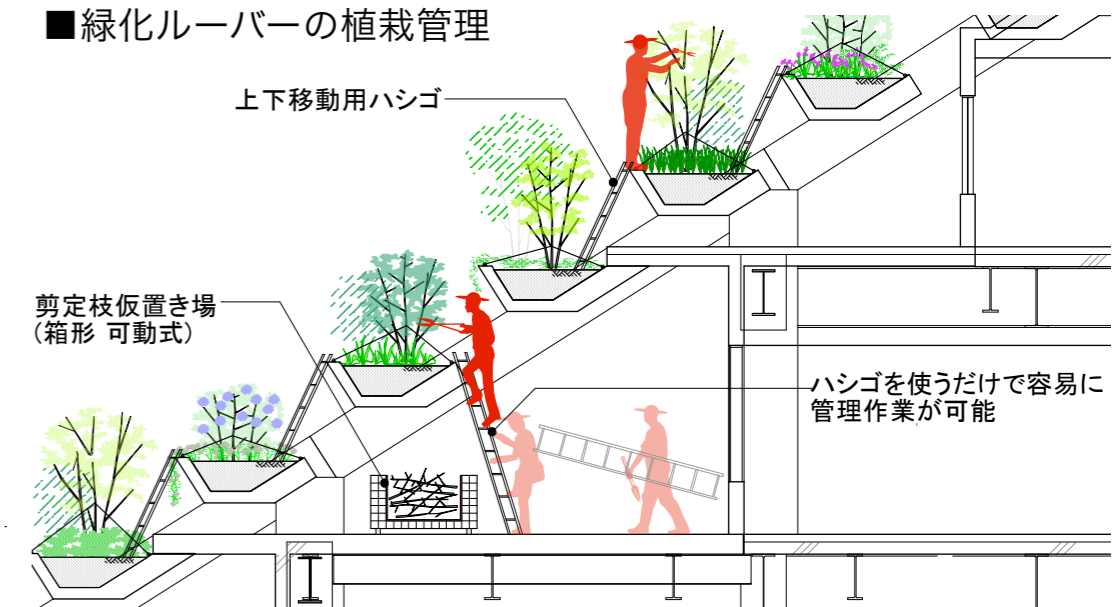 ■緑化ルーバーの植栽管理
上下移動用ハシゴ
剪定枝仮置き場
(箱形 可動式)
ハシゴを使うだけで容易に
管理作業が可能